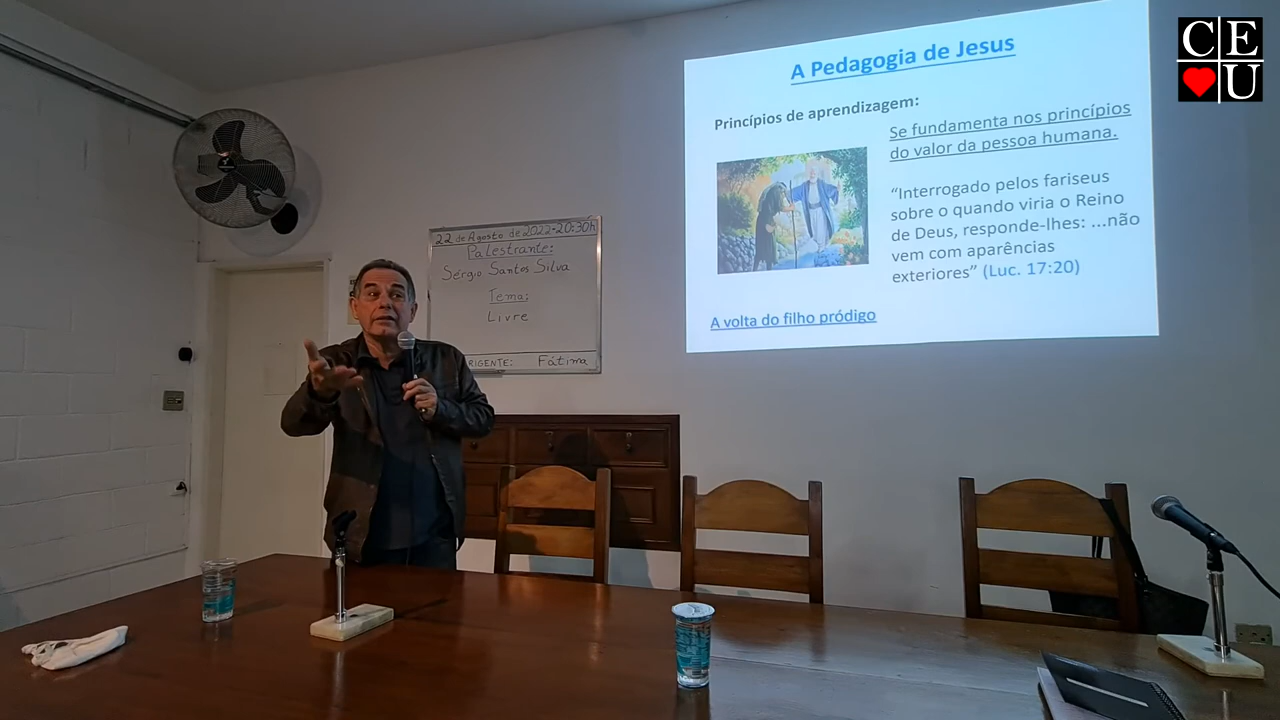 CE
U
A Pedagogia de Jesus
Princípios de aprendizagem:
Se fundamenta nos princípios
do valor da pessoa humana.
“Interrogado pelos fariseus
sobre o quando viria o Reino
de Deus, responde-lhes: ...não
vem com aparências
exteriores” (Luc. 17:20)
A volta do filho pródigo
22 de Agosto de 2022-20:30h
Palestrante:
Sérgio Santos Silva
Tema:
Livre
RIGENTE: Fátima